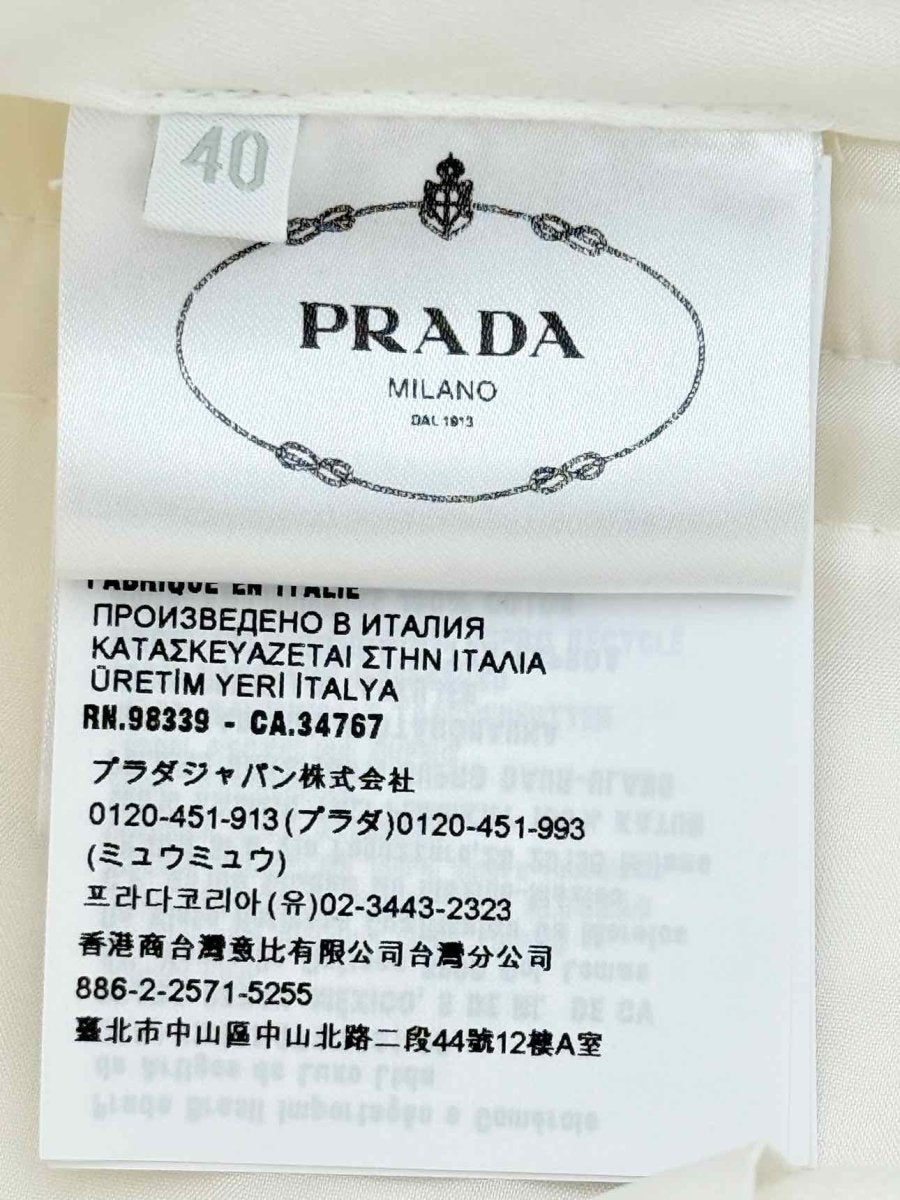 40
PRADA
MILANO
DAL 1913
FABRIQUE EN ITALIE
ПРОИЗВЕДЕНО В ИТАЛИЯ
ΚΑΤΑΣΚΕΥΑΖΕΤΑΙ ΣΤΗΝ ΙΤΑΛΙΑ
ÜRETİM YERİ İTALYA
RN.98339 - CA.34767
プラダジャパン株式会社
0120-451-913(プラダ)0120-451-993
(ミュウミュウ)
프라다코리아(유)02-3443-2323
香港商台灣意比有限公司台灣分公司
886-2-2571-5255
臺北市中山區中山北路二段44號12樓A室